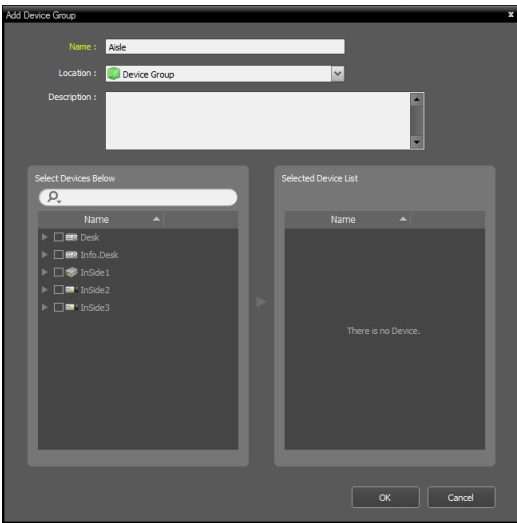 Add Device Group
x
Name :
Aisle
Location :
Device Group
Description :
Select Devices Below
Name
Desk
Info.Desk
InSide1
InSide2
InSide3
Selected Device List
Name
There is no Device.
OK
Cancel